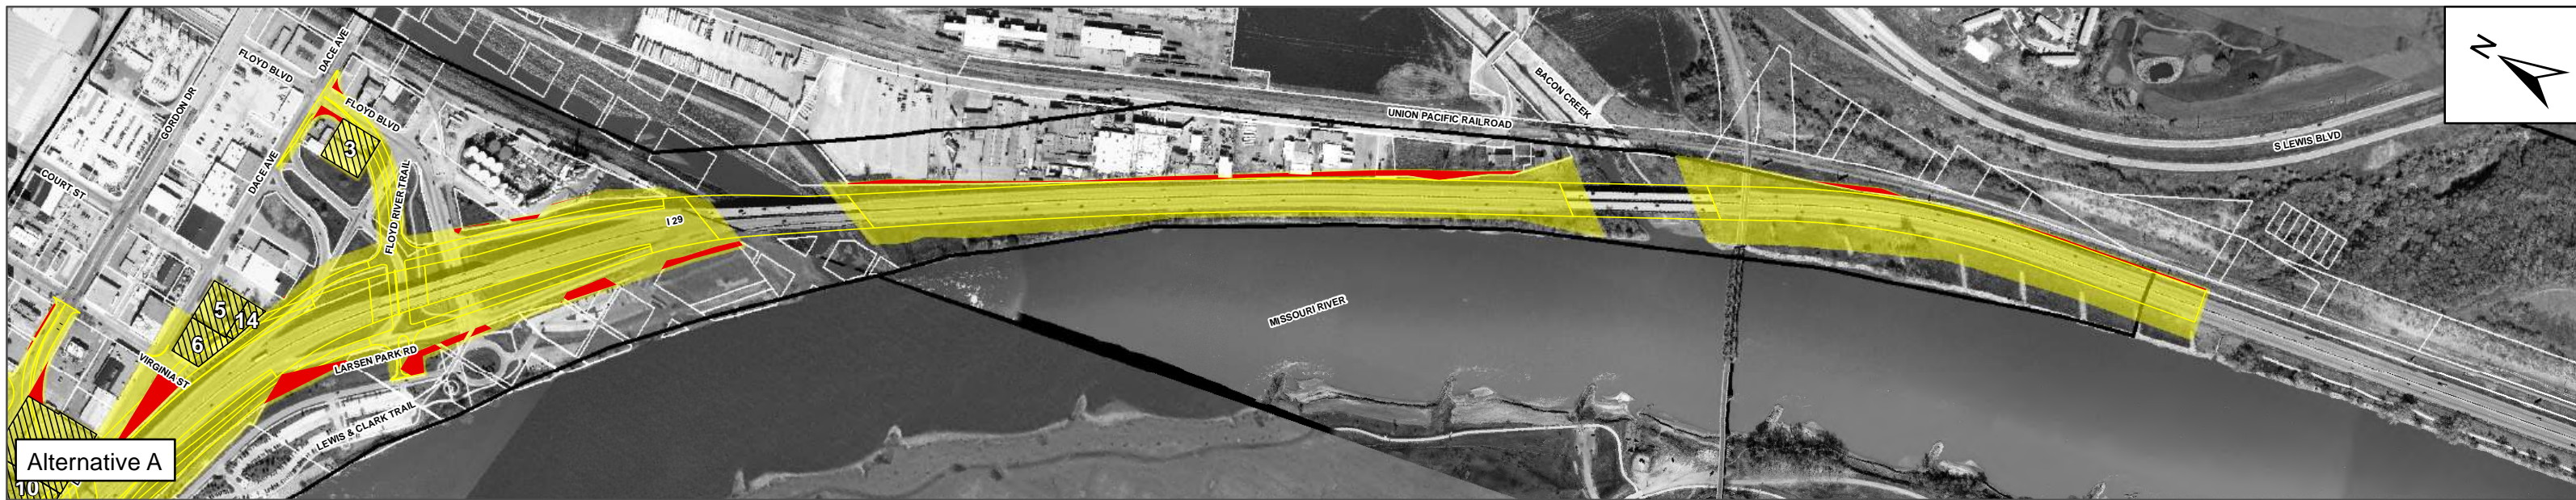 DACE AVE
FLOYD BLVD
GORDON DR
FLOYD BLVD
3
DACE AVE
COURT ST
FLOYD RIVER TRAIL
I 29
BACON CREEK
UNION PACIFIC RAILROAD
S LEWIS BLVD
N
5
14
6
MISSOURI RIVER
VIRGINIA ST
LARSEN PARK RD
LEWIS & CLARK TRAIL
Alternative A
10